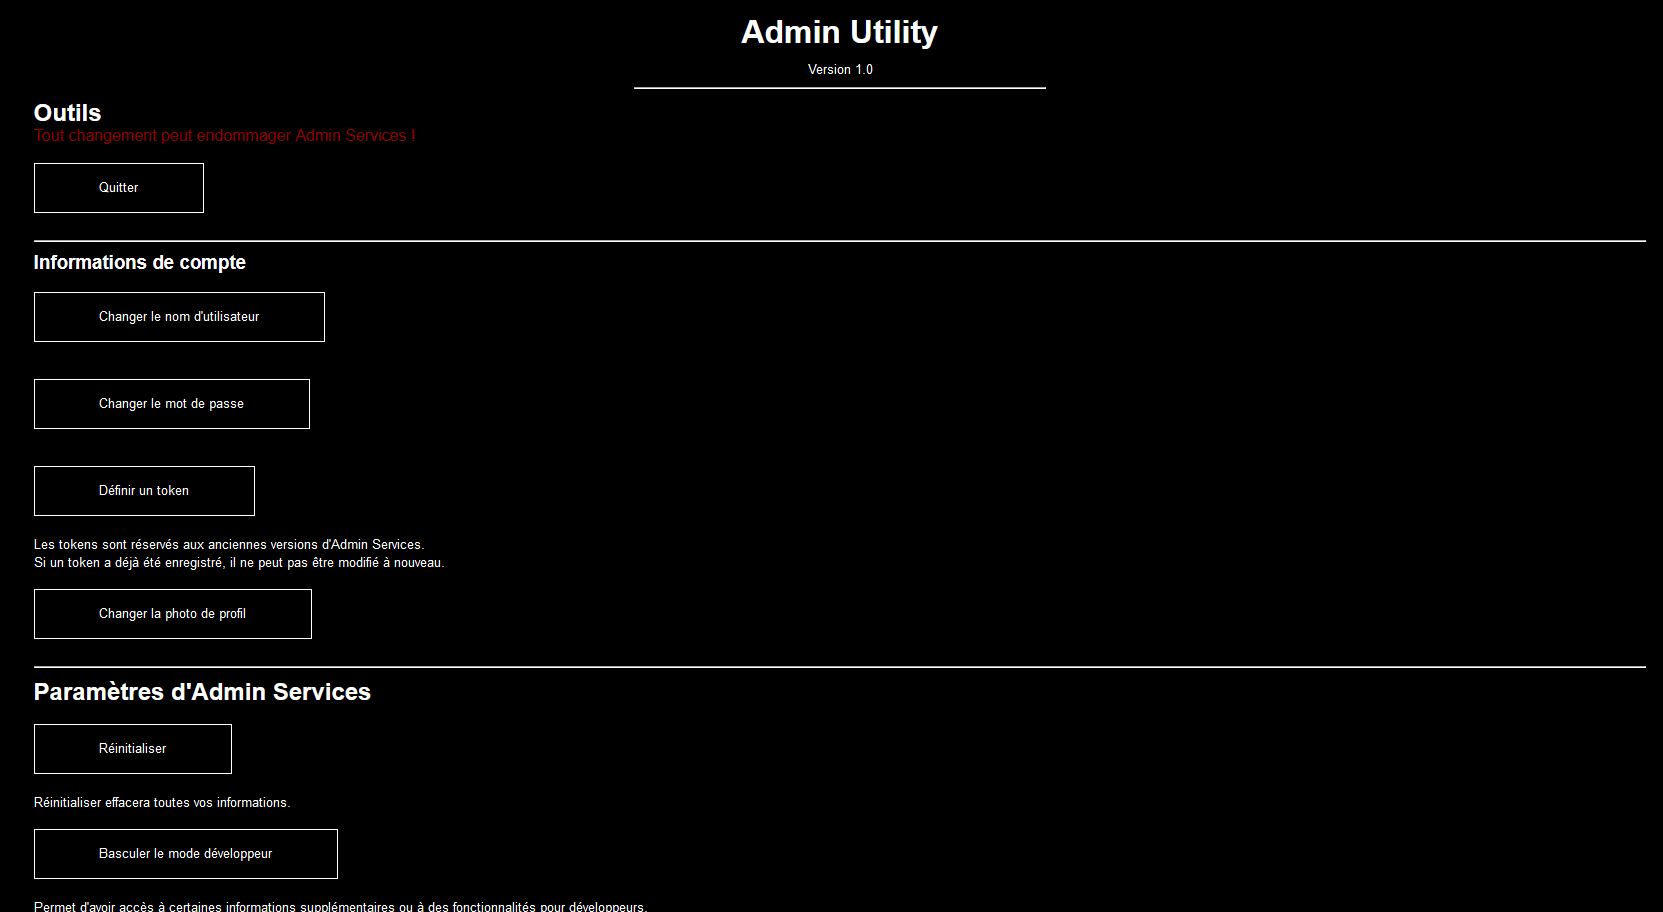 Admin Utility
Version 1.0
Outils
Tout changement peut endommager Admin Services !
Quitter
Informations de compte
Changer le nom d'utilisateur
Changer le mot de passe
Définir un token
Les tokens sont réservés aux anciennes versions d'Admin Services.
Si un token a déjà été enregistré, il ne peut pas être modifié à nouveau.
Changer la photo de profil
Paramètres d'Admin Services
Réinitialiser
Réinitialiser effacera toutes vos informations.
Basculer le mode développeur
Permet d'avoir accès à certaines informations supplémentaires ou à des fonctionnalités pour développeurs.